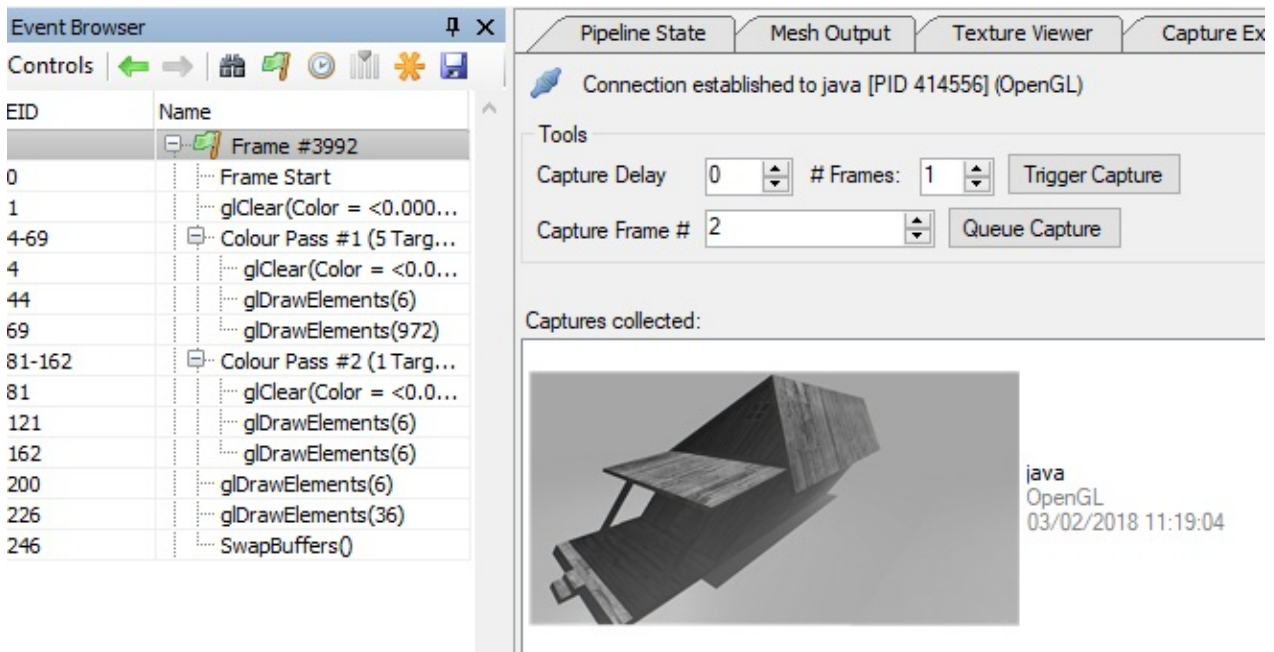 Event Browser
Controls
EID Name
Frame #3992
0 Frame Start
1 glClear(Color = <0.000...
4-69 Colour Pass #1 (5 Targ...
4 glClear(Color = <0.0...
44 glDrawElements(6)
69 glDrawElements(972)
81-162 Colour Pass #2 (1 Targ...
81 glClear(Color = <0.0...
121 glDrawElements(6)
162 glDrawElements(6)
200 glDrawElements(6)
226 glDrawElements(36)
246 SwapBuffers()
Pipeline State Mesh Output Texture Viewer Capture Ex
Connection established to java [PID 414556] (OpenGL)
Tools
Capture Delay 0 # Frames: 1 Trigger Capture
Capture Frame # 2 Queue Capture
Captures collected:
java
OpenGL
03/02/2018 11:19:04